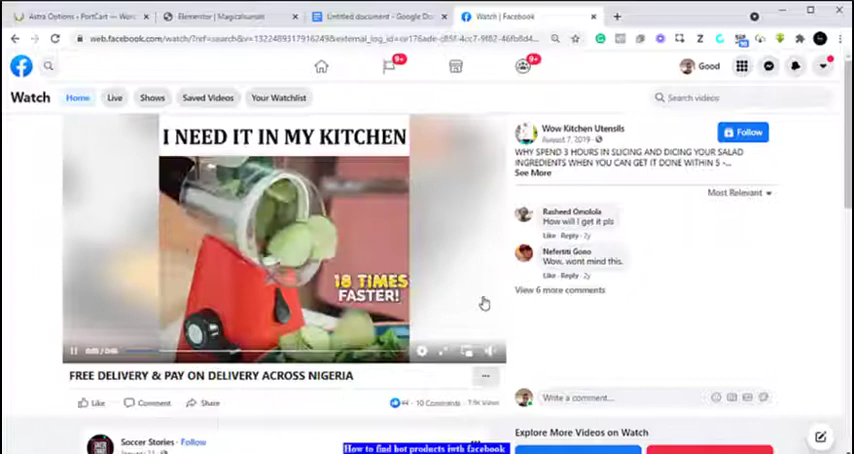 Astra Options – PortCart — Word
Elementor | Magicalsunset
Untitled document - Google Do
Watch | Facebook
9+
9+
Good
Watch
Home
Live
Shows
Saved Videos
Your Watchlist
Search videos
I NEED IT IN MY KITCHEN
18 TIMES
FASTER!
FREE DELIVERY & PAY ON DELIVERY ACROSS NIGERIA
Like
Comment
Share
10 Comments
Soccer Stories · Follow
Wow Kitchen Utensils
August 7, 2019
Follow
WHY SPEND 3 HOURS IN SLICING AND DICING YOUR SALAD
INGREDIENTS WHEN YOU CAN GET IT DONE WITHIN 5 -...
See More
Most Relevant
Rasheed Omolola
How will I get it pls
Like · Reply · 2y
Nefertiti Gono
Wow, wont mind this.
Like · Reply · 2y
View 6 more comments
Write a comment...
Explore More Videos on Watch
How to find hot products iwth facebook